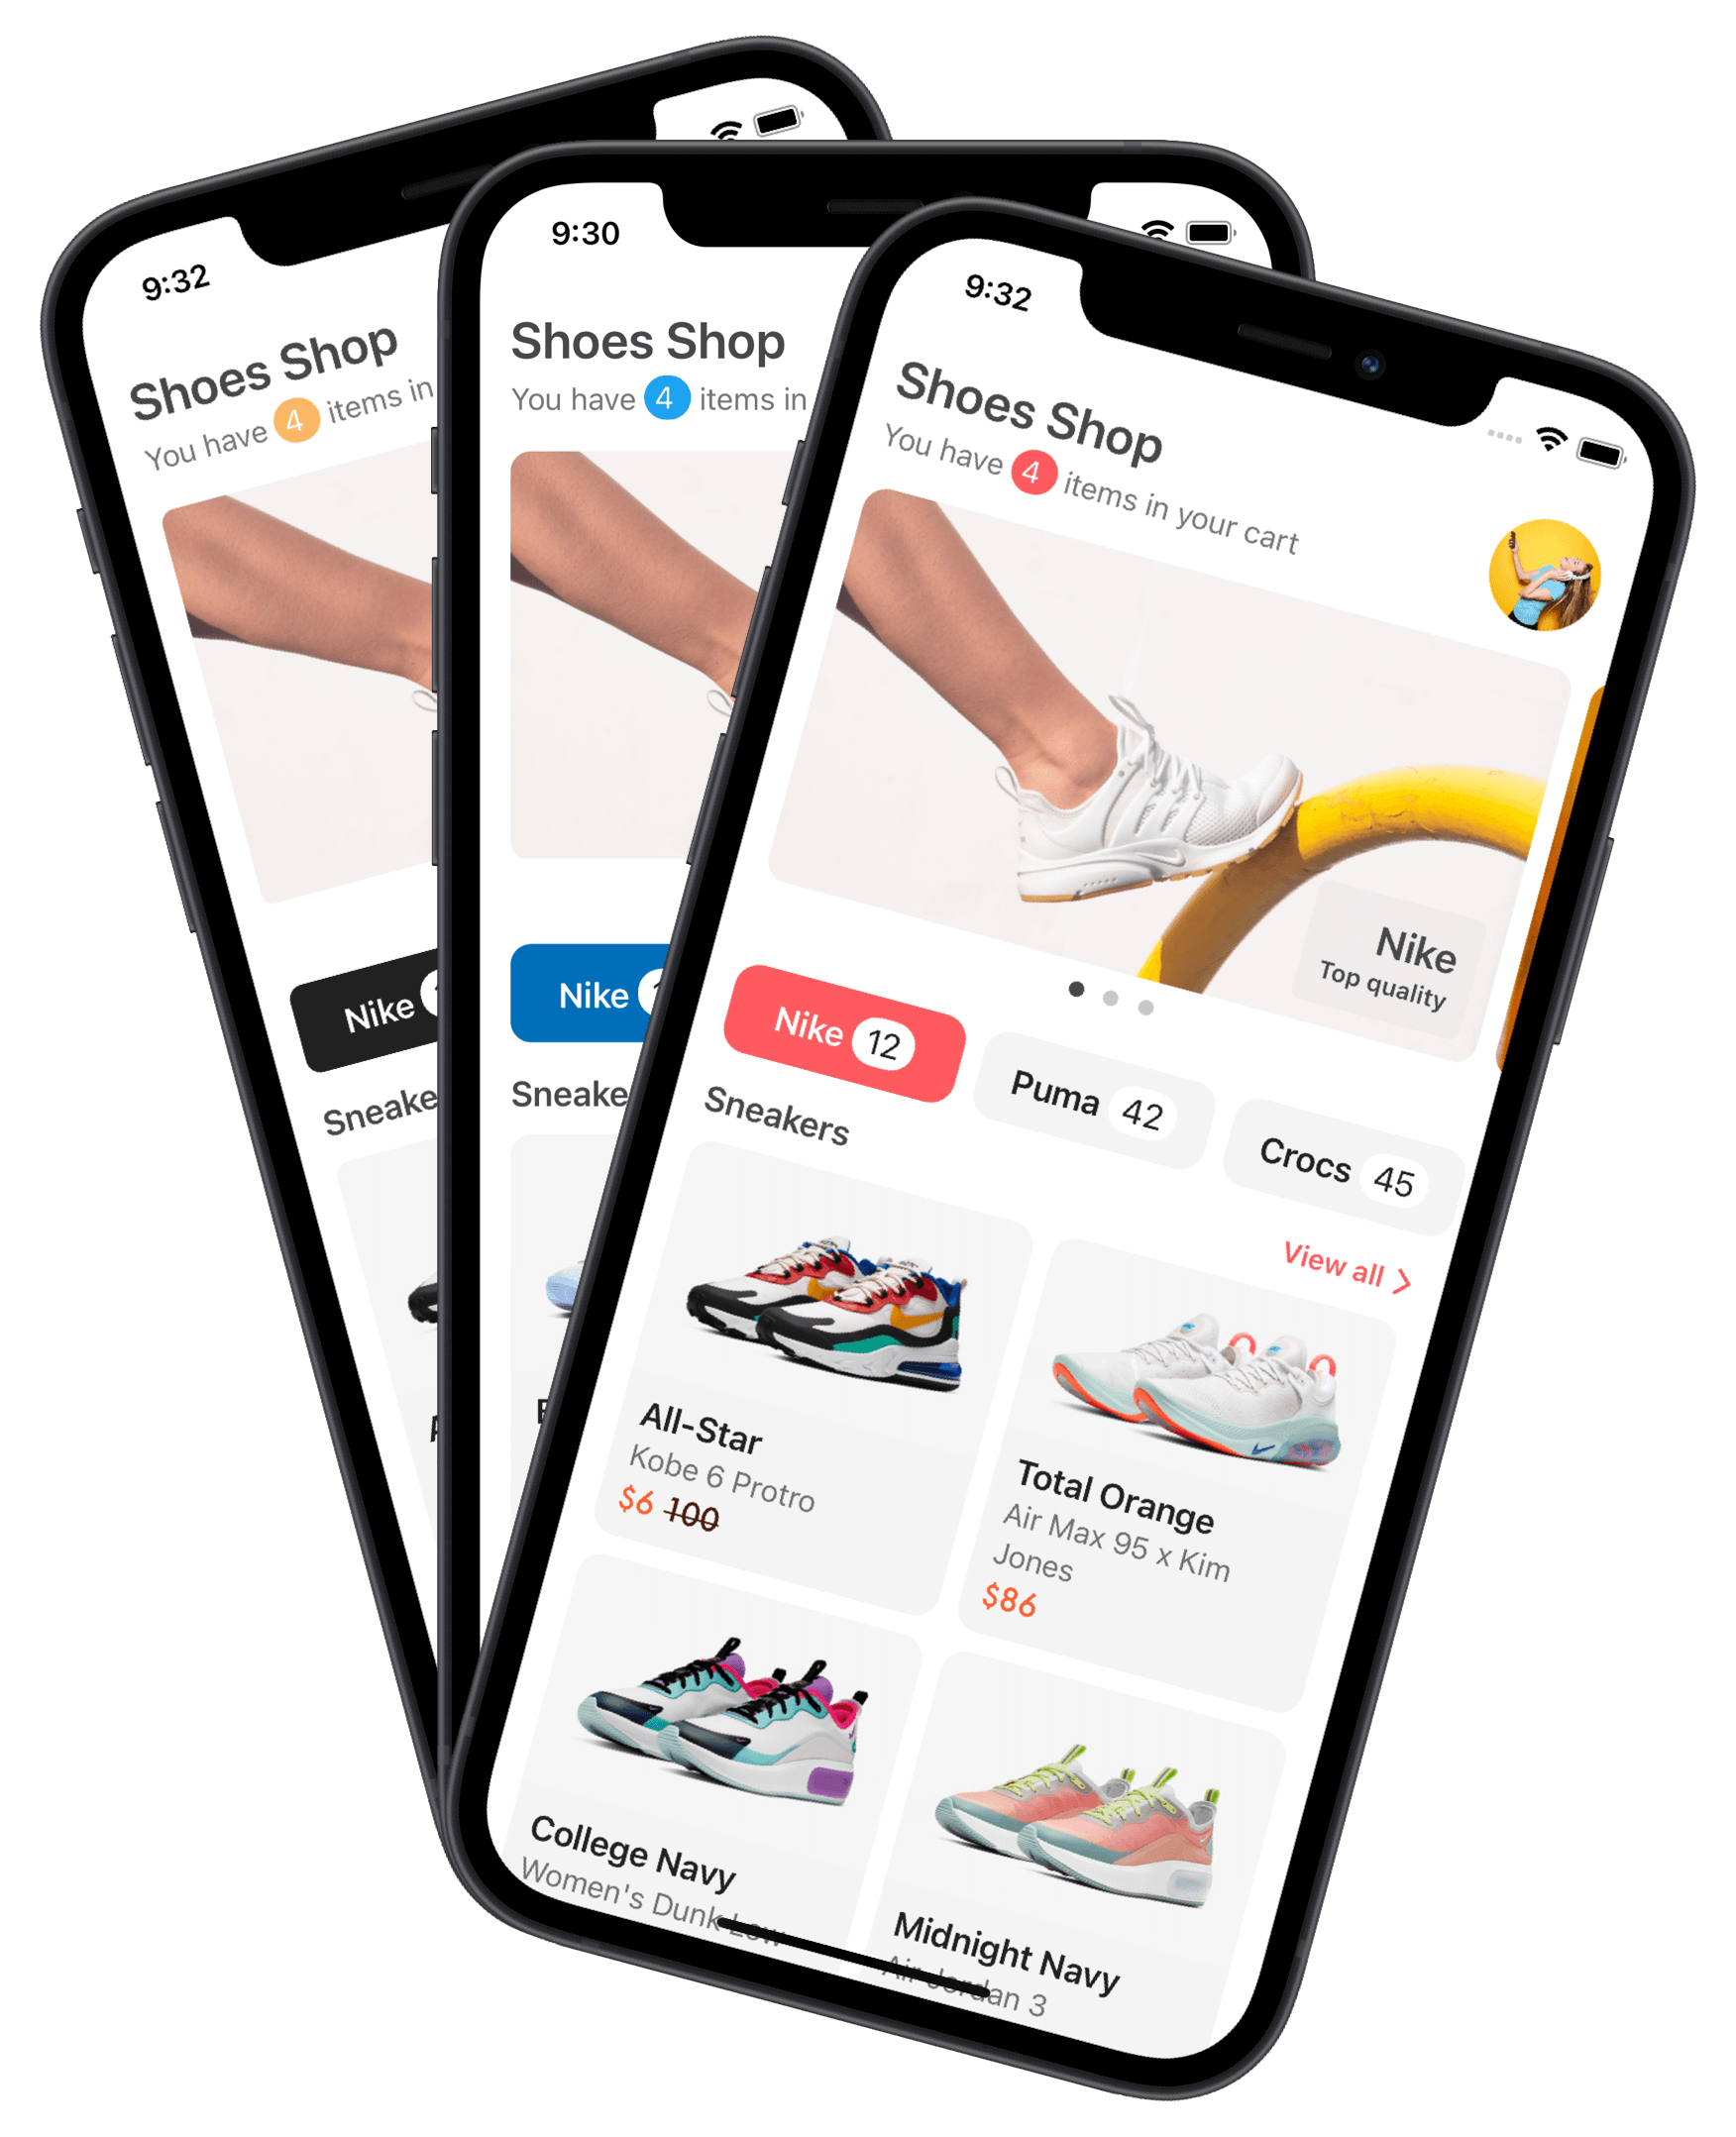 9:32
Shoes Shop
You have 4 items in
Nike
9:30
Shoes Shop
You have 4 items in
Nike
9:32
Shoes Shop
You have 4 items in your cart
Nike
Top quality
Nike 12
Puma 42
Crocs 45
Sneakers
View all
All-Star
Kobe 6 Protro
$6 100
Total Orange
Air Max 95 x Kim
Jones
$86
College Navy
Women's Dunk Low
Midnight Navy
Air Jordan 3